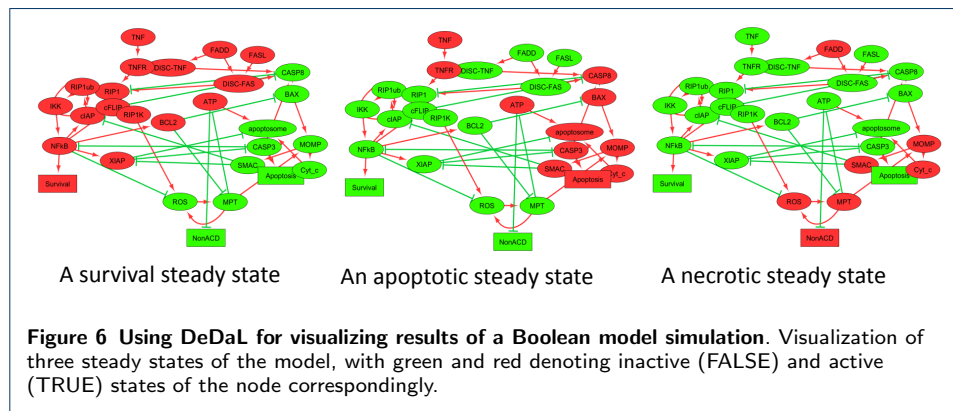 TNF
FADD
FASL
TNFR
DISC-TNF
CASP8
RIP1ub
RIP1
DISC-FAS
IKK
cFLIP
ATP
BAX
cIAP
RIP1K
BCL2
apoptosome
NFkB
CASP3
MOMP
XIAP
SMAC
Cyt_c
Survival
Apoptosis
ROS
MPT
NonACD
A survival steady state
TNF
FADD
FASL
TNFR
DISC-TNF
CASP8
RIP1ub
RIP1
DISC-FAS
IKK
cFLIP
ATP
BAX
cIAP
RIP1K
BCL2
apoptosome
NFkB
CASP3
MOMP
XIAP
SMAC
Cyt_c
Survival
Apoptosis
ROS
MPT
NonACD
An apoptotic steady state
TNF
FADD
FASL
TNFR
DISC-TNF
CASP8
RIP1ub
RIP1
DISC-FAS
IKK
cFLIP
ATP
BAX
cIAP
RIP1K
BCL2
apoptosome
NFkB
CASP3
MOMP
XIAP
SMAC
Cyt_c
Survival
Apoptosis
ROS
MPT
NonACD
A necrotic steady state
Figure 6 Using DeDaL for visualizing results of a Boolean model simulation. Visualization of
three steady states of the model, with green and red denoting inactive (FALSE) and active
(TRUE) states of the node correspondingly.